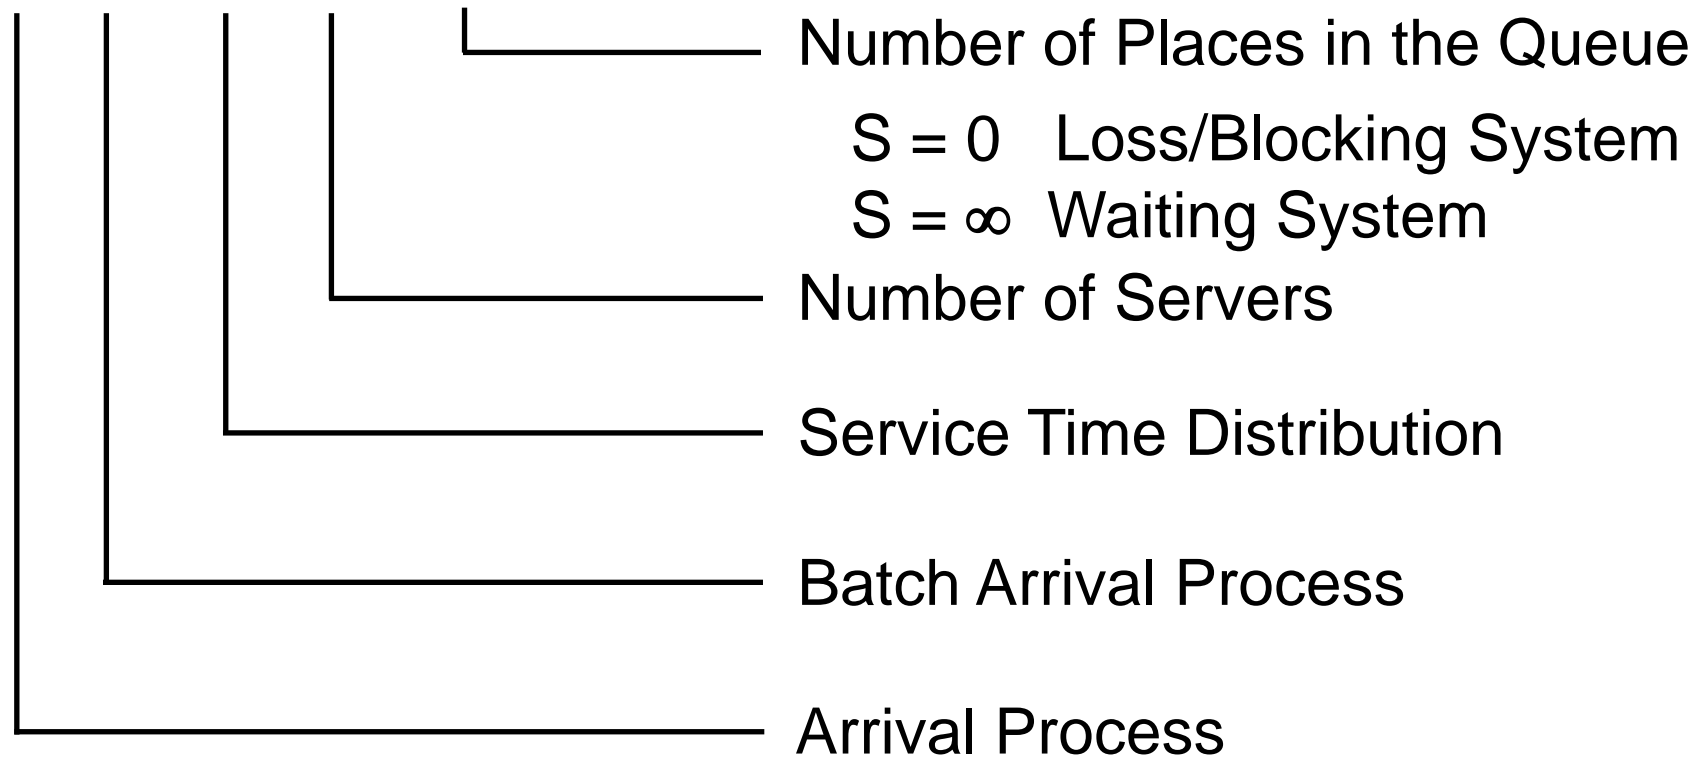 Number of Places in the Queue
S = 0 Loss/Blocking System
S = ∞ Waiting System
Number of Servers
Service Time Distribution
Batch Arrival Process
Arrival Process